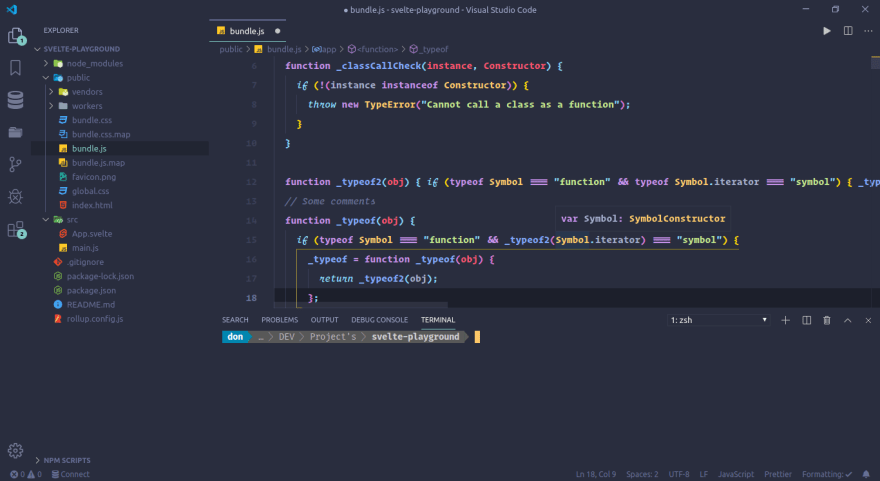 ● bundle.js - svelte-playground - Visual Studio Code
EXPLORER
SVELTE-PLAYGROUND
node_modules
public
vendors
workers
bundle.css
bundle.css.map
bundle.js
bundle.js.map
favicon.png
global.css
index.html
src
App.svelte
main.js
.gitignore
package-lock.json
package.json
README.md
rollup.config.js
NPM SCRIPTS
1
2
bundle.js ●
public > bundle.js > app > <function> > _typeof
6 function _classCallCheck(instance, Constructor) {
7 if (!(instance instanceof Constructor)) {
8 throw new TypeError("Cannot call a class as a function");
9 }
10 }
11
12 function _typeof2(obj) { if (typeof Symbol === "function" && typeof Symbol.iterator === "symbol") { _typ
13 // Some comments
14 function _typeof(obj) {
var Symbol: SymbolConstructor
15 if (typeof Symbol === "function" && _typeof2(Symbol.iterator) === "symbol") {
16 _typeof = function _typeof(obj) {
17 return _typeof2(obj);
18 };
SEARCH PROBLEMS OUTPUT DEBUG CONSOLE TERMINAL 1: zsh
don … > DEV > Project's > svelte-playground
0 0 Connect Ln 18, Col 9 Spaces: 2 UTF-8 LF JavaScript Prettier Formatting: ✓